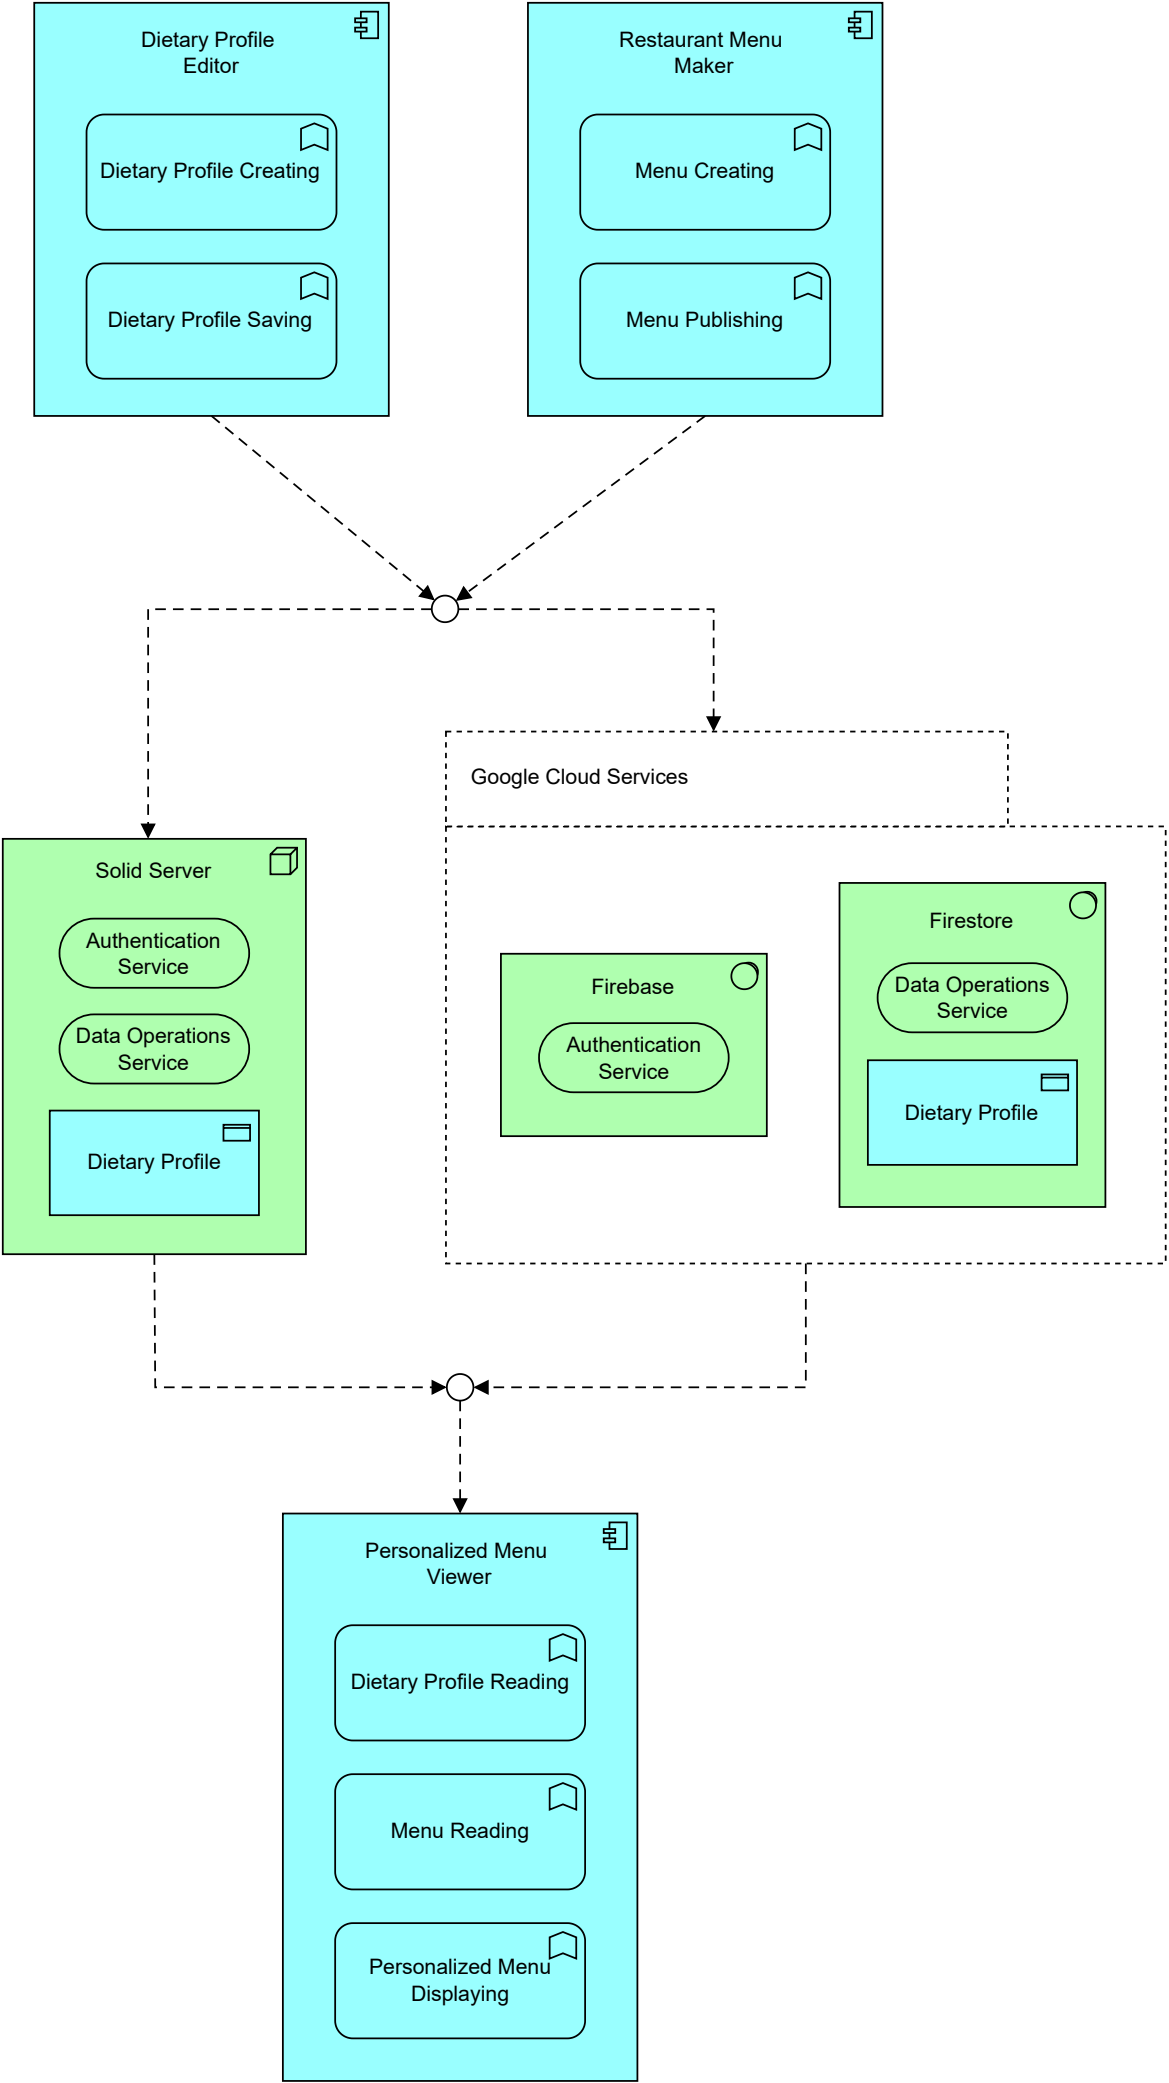 Dietary Profile
Editor
Dietary Profile Creating
Dietary Profile Saving
Restaurant Menu
Maker
Menu Creating
Menu Publishing
Solid Server
Authentication
Service
Data Operations
Service
Dietary Profile
Google Cloud Services
Firebase
Authentication
Service
Firestore
Data Operations
Service
Dietary Profile
Personalized Menu
Viewer
Dietary Profile Reading
Menu Reading
Personalized Menu
Displaying